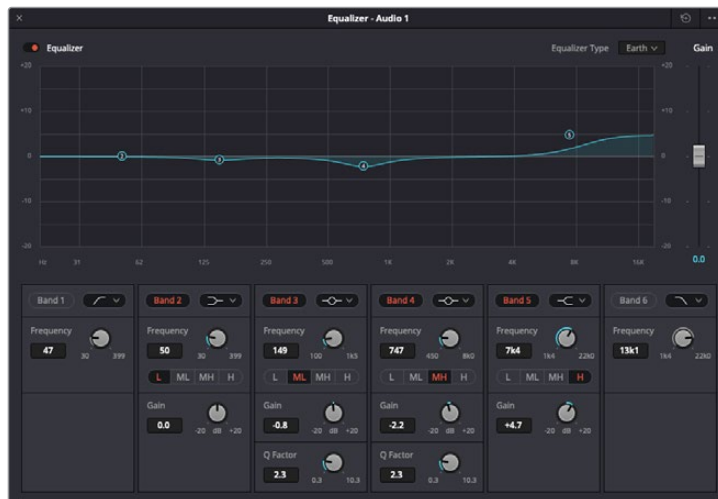 Equalizer - Audio 1
Equalizer
Equalizer Type Earth Gain
+20 +20
+10 +10
0 0
-10 -10
-20 -20
Hz 31 62 125 250 500 1K 2K 4K 8K 16K 0.0
2 3 4 5
Band 1 Band 2 Band 3 Band 4 Band 5 Band 6
Frequency Frequency Frequency Frequency Frequency Frequency
47 30 399 50 30 399 149 100 1k5 747 450 8k0 7k4 1k4 22k0 13k1 1k4 22k0
L ML MH H L ML MH H L ML MH H L ML MH H
Gain Gain Gain Gain
0.0 -20 dB +20 -0.8 -20 dB +20 -2.2 -20 dB +20 +4.7 -20 dB +20
Q Factor Q Factor
2.3 0.3 10.3 2.3 0.3 10.3